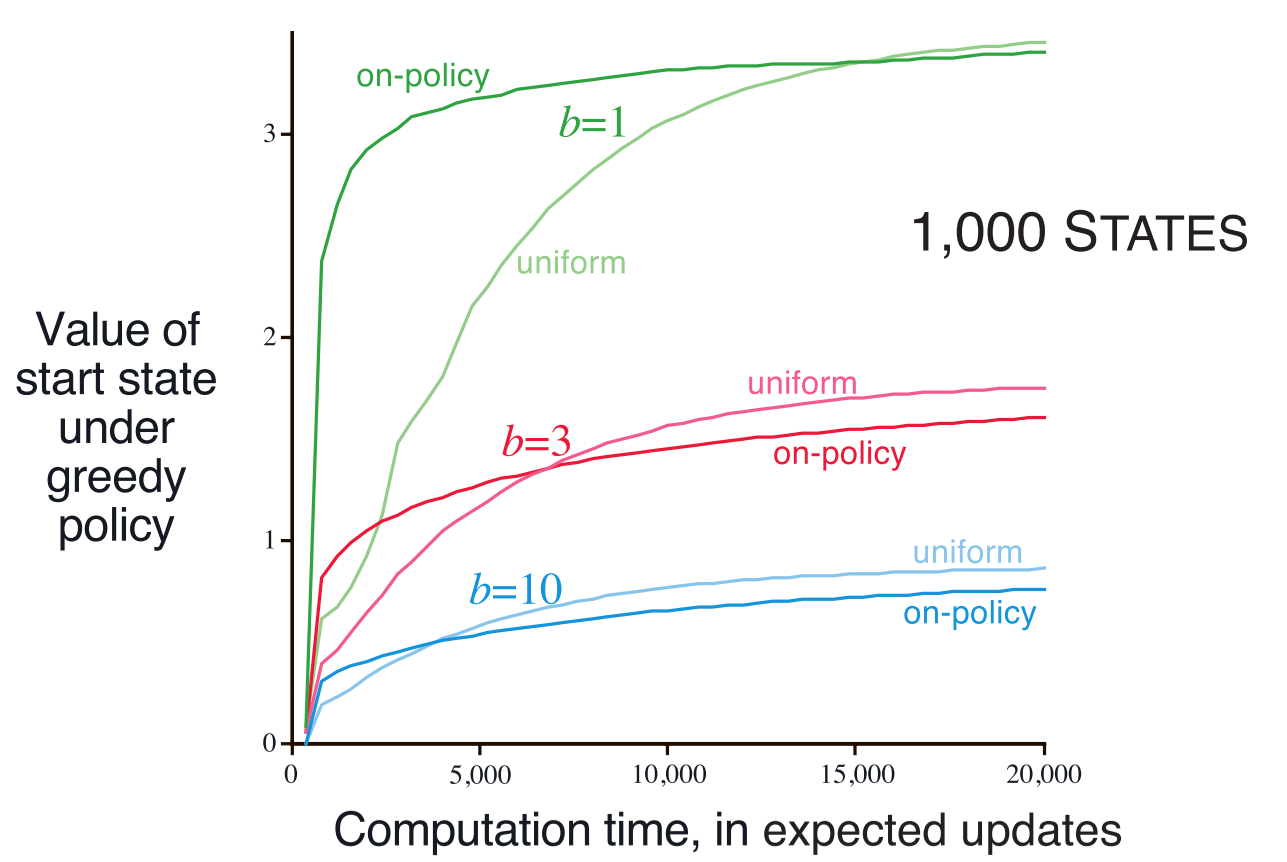 on-policy
b=1
3
1,000 STATES
uniform
Value of
start state
under
greedy
policy
2
uniform
b=3
on-policy
1
uniform
b=10
on-policy
0
0
5,000
10,000
15,000
20,000
Computation time, in expected updates